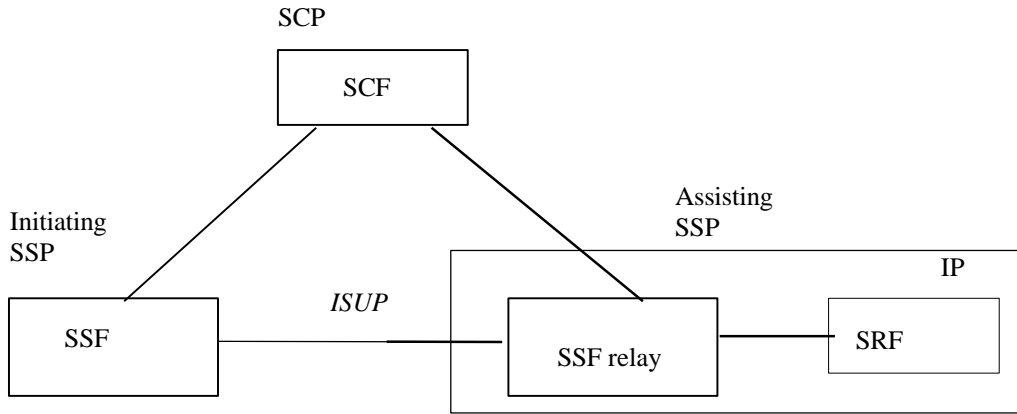 SCP
SCF
Assisting
SSP
Initiating
SSP
IP
ISUP
SSF
SSF relay
SRF